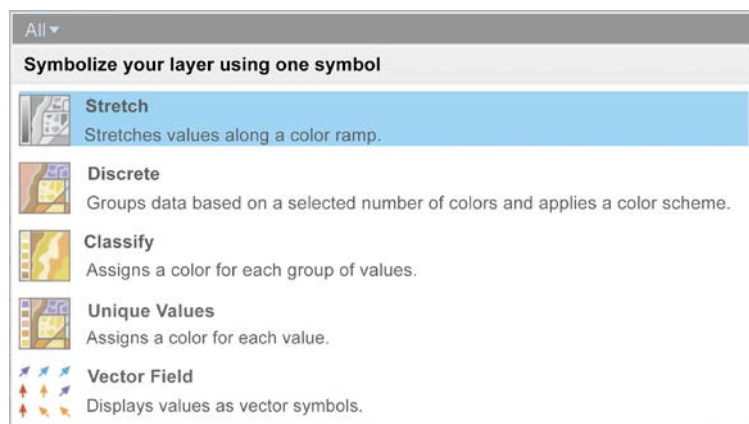 All
Symbolize your layer using one symbol
Stretch
Stretches values along a color ramp.
Discrete
Groups data based on a selected number of colors and applies a color scheme.
Classify
Assigns a color for each group of values.
Unique Values
Assigns a color for each value.
Vector Field
Displays values as vector symbols.